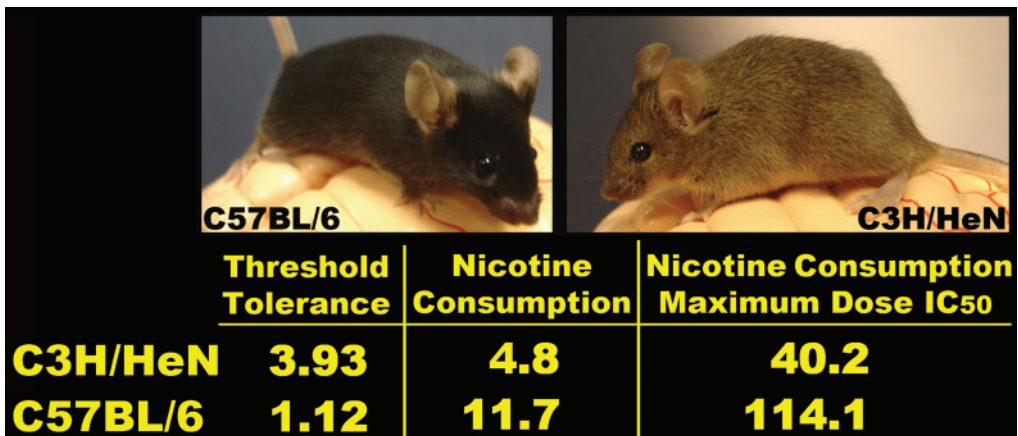 C57BL/6
C3H/HeN
Threshold Tolerance
Nicotine Consumption
Nicotine Consumption Maximum Dose IC50
C3H/HeN 3.93 4.8 40.2
C57BL/6 1.12 11.7 114.1